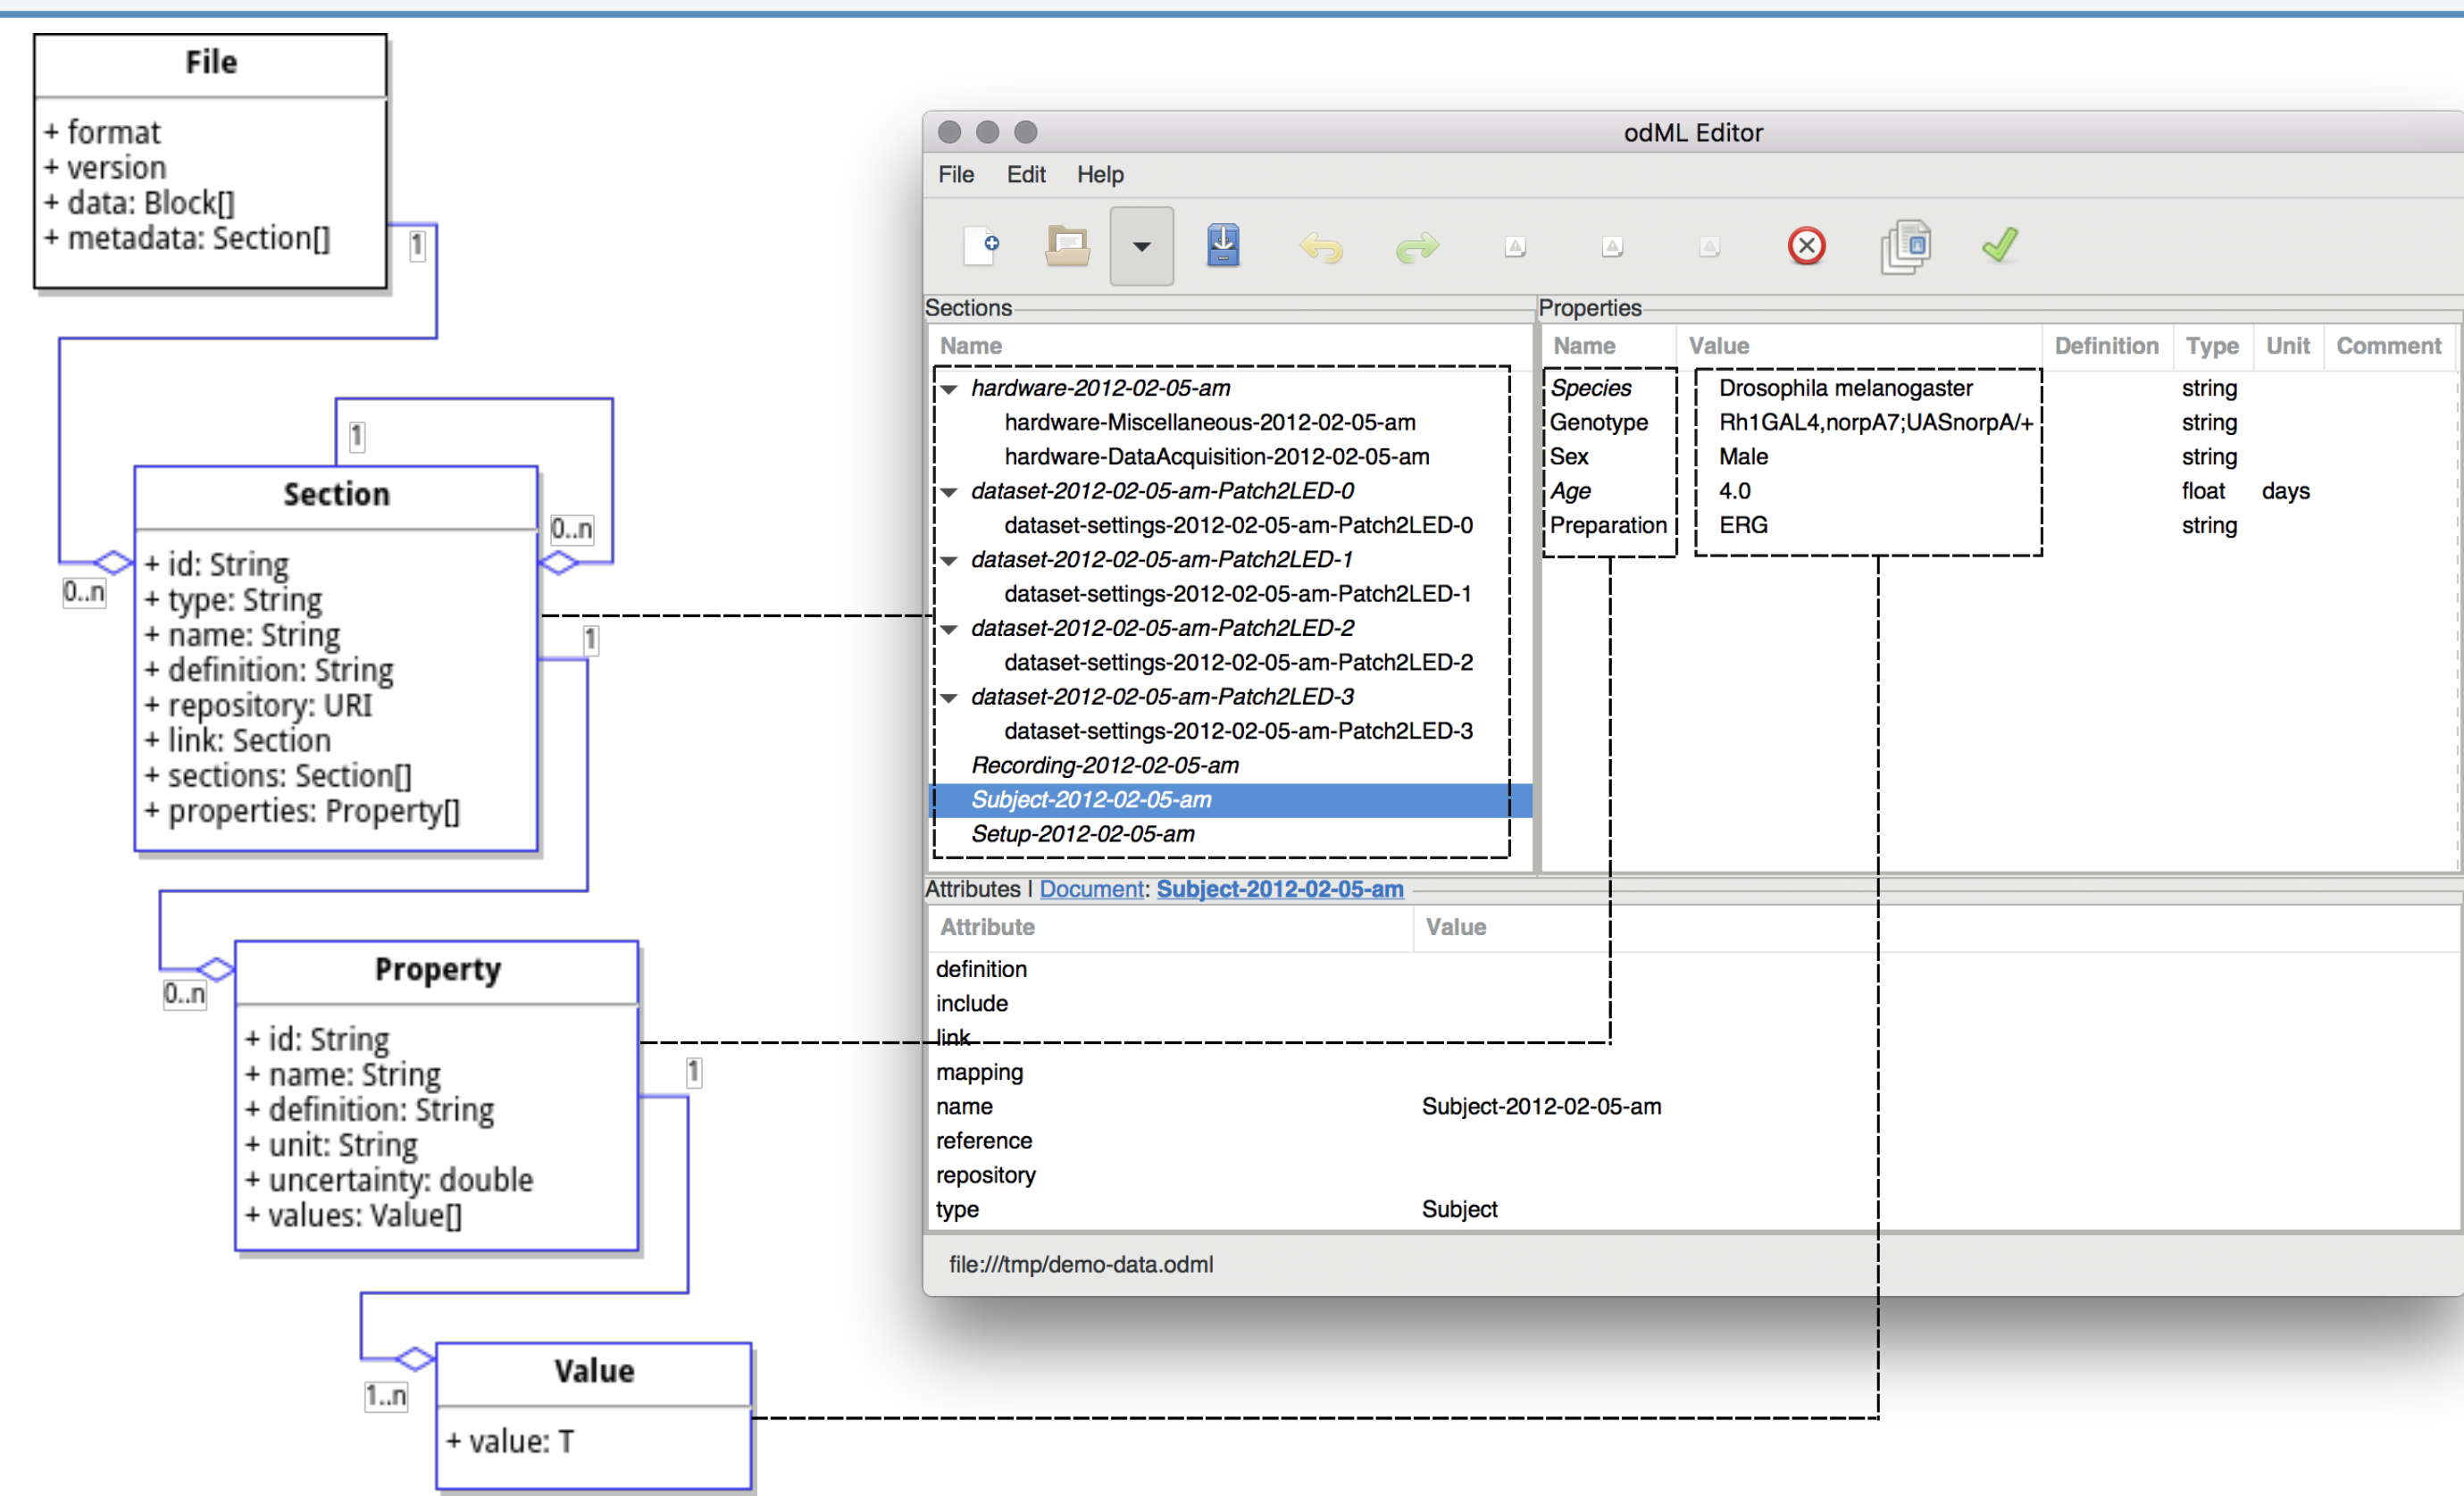 File
+ format
+ version
+ data: Block[]
+ metadata: Section[]
1
1
Section
0..n
0..n
+ id: String
+ type: String
+ name: String
+ definition: String
+ repository: URI
+ link: Section
+ sections: Section[]
+ properties: Property[]
1
Property
0..n
+ id: String
+ name: String
+ definition: String
+ unit: String
+ uncertainty: double
+ values: Value[]
1
Value
1..n
+ value: T
odML Editor
File Edit Help
Sections
Name
hardware-2012-02-05-am
hardware-Miscellaneous-2012-02-05-am
hardware-DataAcquisition-2012-02-05-am
dataset-2012-02-05-am-Patch2LED-0
dataset-settings-2012-02-05-am-Patch2LED-0
dataset-2012-02-05-am-Patch2LED-1
dataset-settings-2012-02-05-am-Patch2LED-1
dataset-2012-02-05-am-Patch2LED-2
dataset-settings-2012-02-05-am-Patch2LED-2
dataset-2012-02-05-am-Patch2LED-3
dataset-settings-2012-02-05-am-Patch2LED-3
Recording-2012-02-05-am
Subject-2012-02-05-am
Setup-2012-02-05-am
Properties
Name Value Definition Type Unit Comment
Species Drosophila melanogaster string
Genotype Rh1GAL4,norpA7;UASnorpA/+ string
Sex Male string
Age 4.0 float days
Preparation ERG string
Attributes | Document: Subject-2012-02-05-am
Attribute Value
definition
include
link
mapping
name Subject-2012-02-05-am
reference
repository
type Subject
file:///tmp/demo-data.odml